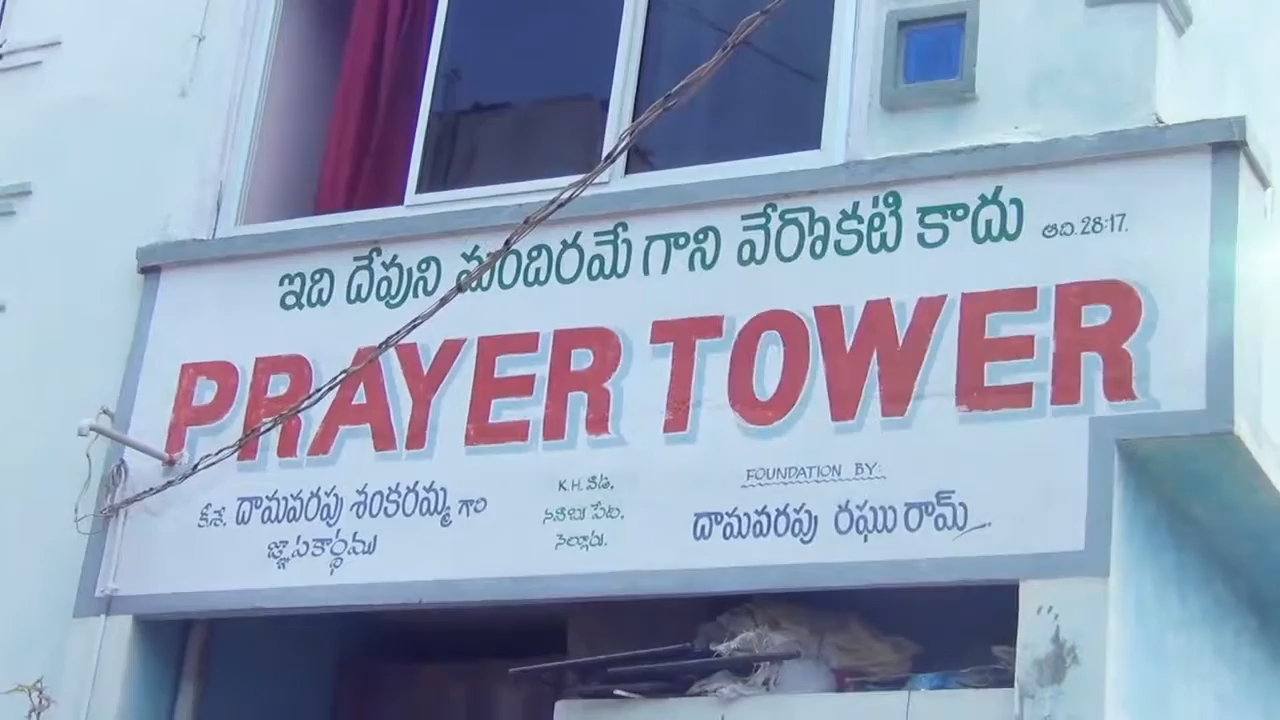 ఇది దేవుని మందిరమే గాని వేరొకటి కాదు ఆది. 28:17.
PRAYER TOWER
కీ.శే. దామవరపు శంకరమ్మ గారి
జ్ఞాపకార్థము
K.H. వీధి,
నవాబు పేట,
నెల్లూరు.
FOUNDATION BY:
దామవరపు రఘురామ్